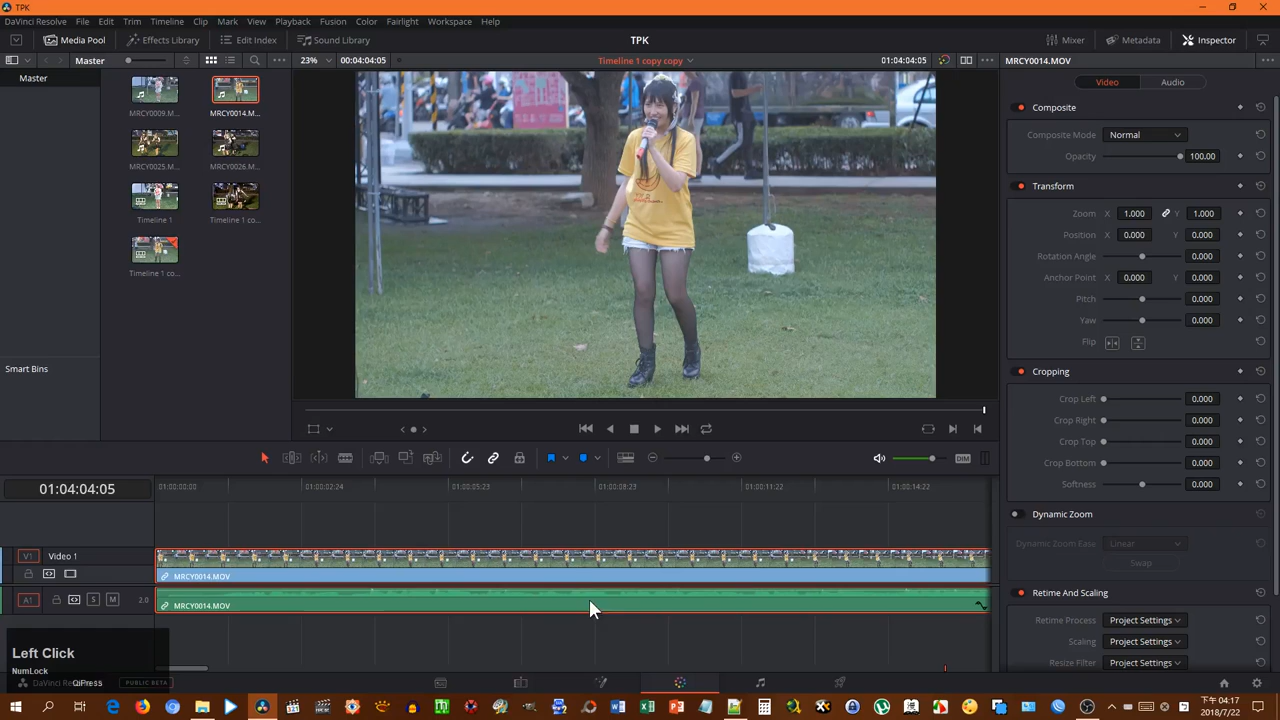 TPK
DaVinci Resolve File Edit Trim Timeline Clip Mark View Playback Fusion Color Fairlight Workspace Help
Media Pool Effects Library Edit Index Sound Library TPK Mixer Metadata Inspector
Master 23% 00:04:04:05 Timeline 1 copy copy 01:04:04:05 MRCY0014.MOV
Master
Video Audio
MRCY0009.M... MRCY0014.M...
Composite
Composite Mode Normal
Opacity 100.00
MRCY0025.M... MRCY0026.M...
Transform
Zoom X 1.000 Y 1.000
Timeline 1 Timeline 1 co...
Position X 0.000 Y 0.000
Rotation Angle 0.000
Timeline 1 co...
Anchor Point X 0.000 Y 0.000
Pitch 0.000
Yaw 0.000
Flip
Smart Bins
Cropping
Crop Left 0.000
Crop Right 0.000
Crop Top 0.000
Crop Bottom 0.000
Softness 0.000
DIM
01:04:04:05
01:00:00:00 01:00:02:24 01:00:05:23 01:00:08:23 01:00:11:22 01:00:14:22
Dynamic Zoom
Dynamic Zoom Ease Linear
Swap
V1 Video 1
MRCY0014.MOV
A1 S M 2.0
MRCY0014.MOV
Retime And Scaling
Retime Process Project Settings
Scaling Project Settings
Resize Filter Project Settings
Left Click
NumLock
DaVinci Re QiPress PUBLIC BETA
下午 04:17
2018/7/22